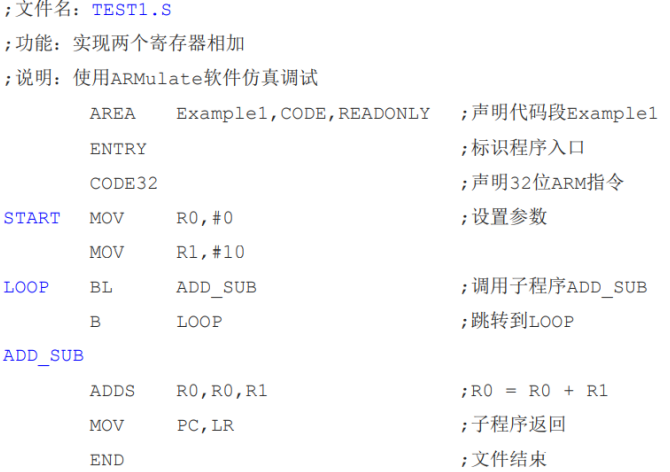 ;文件名: TEST1.S
;功能: 实现两个寄存器相加
;说明: 使用ARMulate软件仿真调试
AREA Example1,CODE,READONLY ;声明代码段Example1
ENTRY ;标识程序入口
CODE32 ;声明32位ARM指令
START MOV R0,#0 ;设置参数
MOV R1,#10
LOOP BL ADD_SUB ;调用子程序ADD_SUB
B LOOP ;跳转到LOOP
ADD_SUB
ADDS R0,R0,R1 ;R0 = R0 + R1
MOV PC,LR ;子程序返回
END ;文件结束